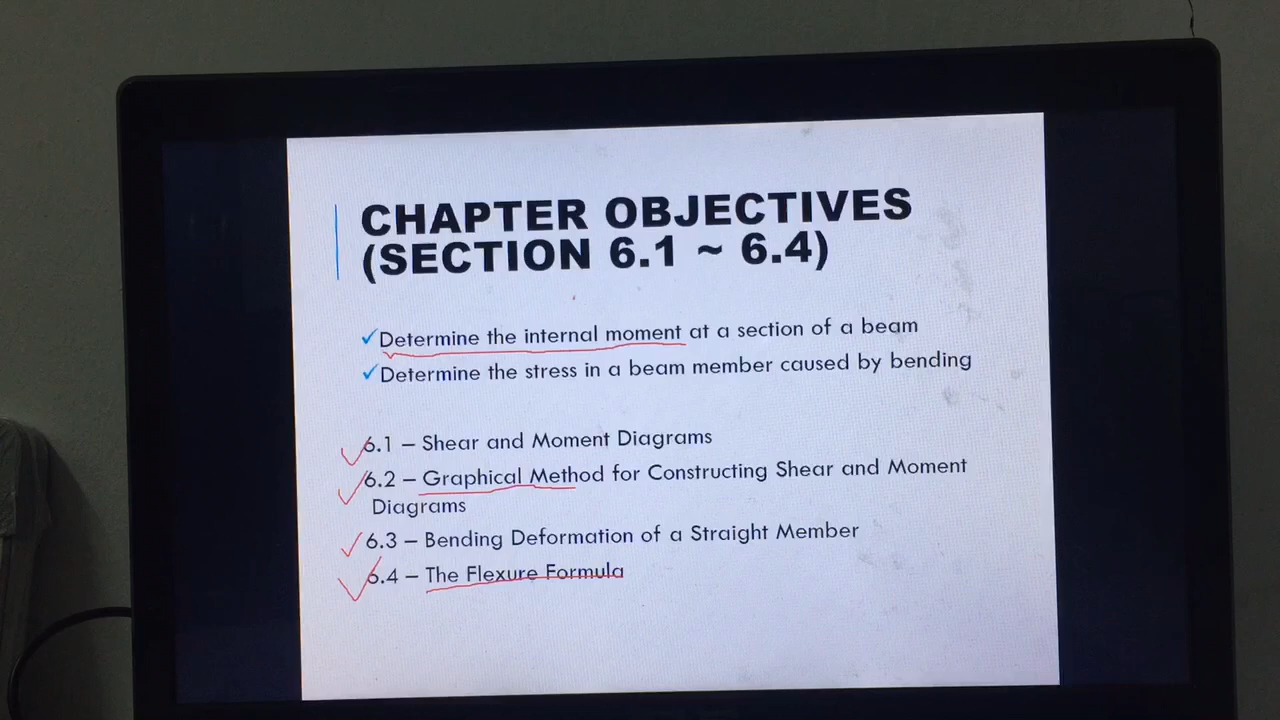 CHAPTER OBJECTIVES
(SECTION 6.1 ~ 6.4)
✓Determine the internal moment at a section of a beam
✓Determine the stress in a beam member caused by bending
6.1 – Shear and Moment Diagrams
6.2 – Graphical Method for Constructing Shear and Moment
Diagrams
6.3 – Bending Deformation of a Straight Member
6.4 – The Flexure Formula